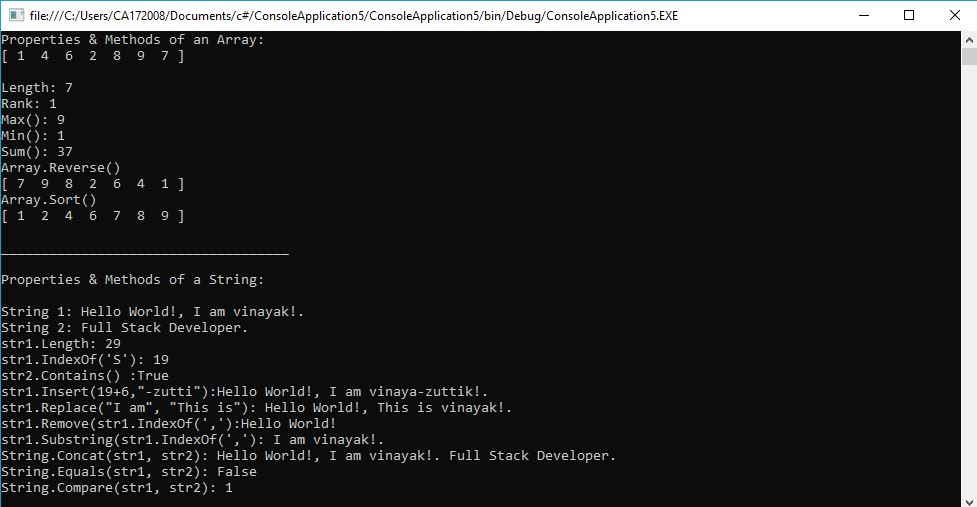 file:///C:/Users/CA172008/Documents/c#/ConsoleApplication5/ConsoleApplication5/bin/Debug/ConsoleApplication5.EXE
Properties & Methods of an Array:
[ 1  4  6  2  8  9  7 ]
Length: 7
Rank: 1
Max(): 9
Min(): 1
Sum(): 37
Array.Reverse()
[ 7  9  8  2  6  4  1 ]
Array.Sort()
[ 1  2  4  6  7  8  9 ]
____________________________________
Properties & Methods of a String:
String 1: Hello World!, I am vinayak!.
String 2: Full Stack Developer.
str1.Length: 29
str1.IndexOf('S'): 19
str2.Contains() :True
str1.Insert(19+6,"-zutti"):Hello World!, I am vinaya-zuttik!.
str1.Replace("I am", "This is"): Hello World!, This is vinayak!.
str1.Remove(str1.IndexOf(','):Hello World!
str1.Substring(str1.IndexOf(','): I am vinayak!.
String.Concat(str1, str2): Hello World!, I am vinayak!. Full Stack Developer.
String.Equals(str1, str2): False
String.Compare(str1, str2): 1